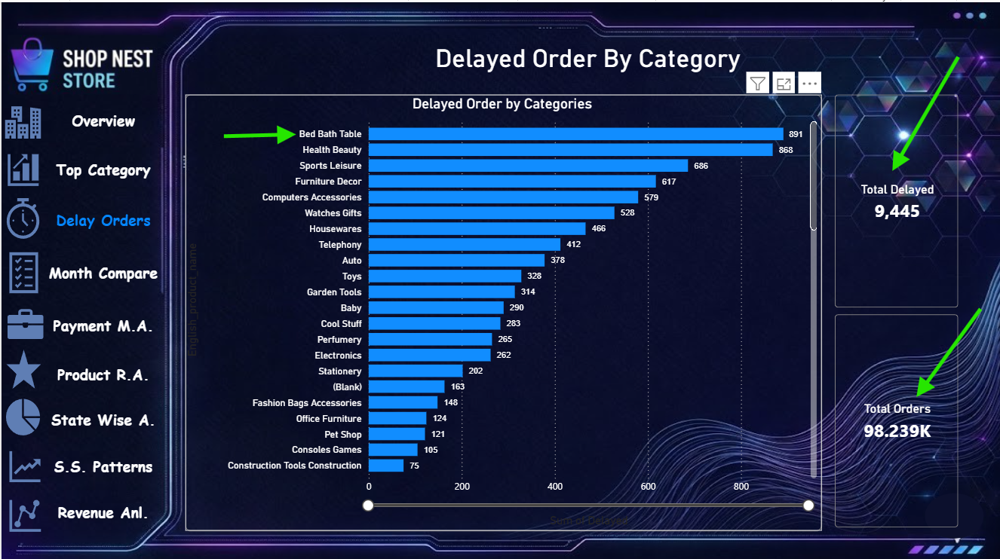 SHOP NEST
STORE
Overview
Top Category
Delay Orders
Month Compare
Payment M.A.
Product R.A.
State Wise A.
S.S. Patterns
Revenue Anl.
Delayed Order By Category
Delayed Order by Categories
English_product_name
Bed Bath Table 891
Health Beauty 868
Sports Leisure 686
Furniture Decor 617
Computers Accessories 579
Watches Gifts 528
Housewares 466
Telephony 412
Auto 378
Toys 328
Garden Tools 314
Baby 290
Cool Stuff 283
Perfumery 265
Electronics 262
Stationery 202
(Blank) 163
Fashion Bags Accessories 148
Office Furniture 124
Pet Shop 121
Consoles Games 105
Construction Tools Construction 75
0 200 400 600 800
Sum of Delayed
Total Delayed
9,445
Total Orders
98.239K